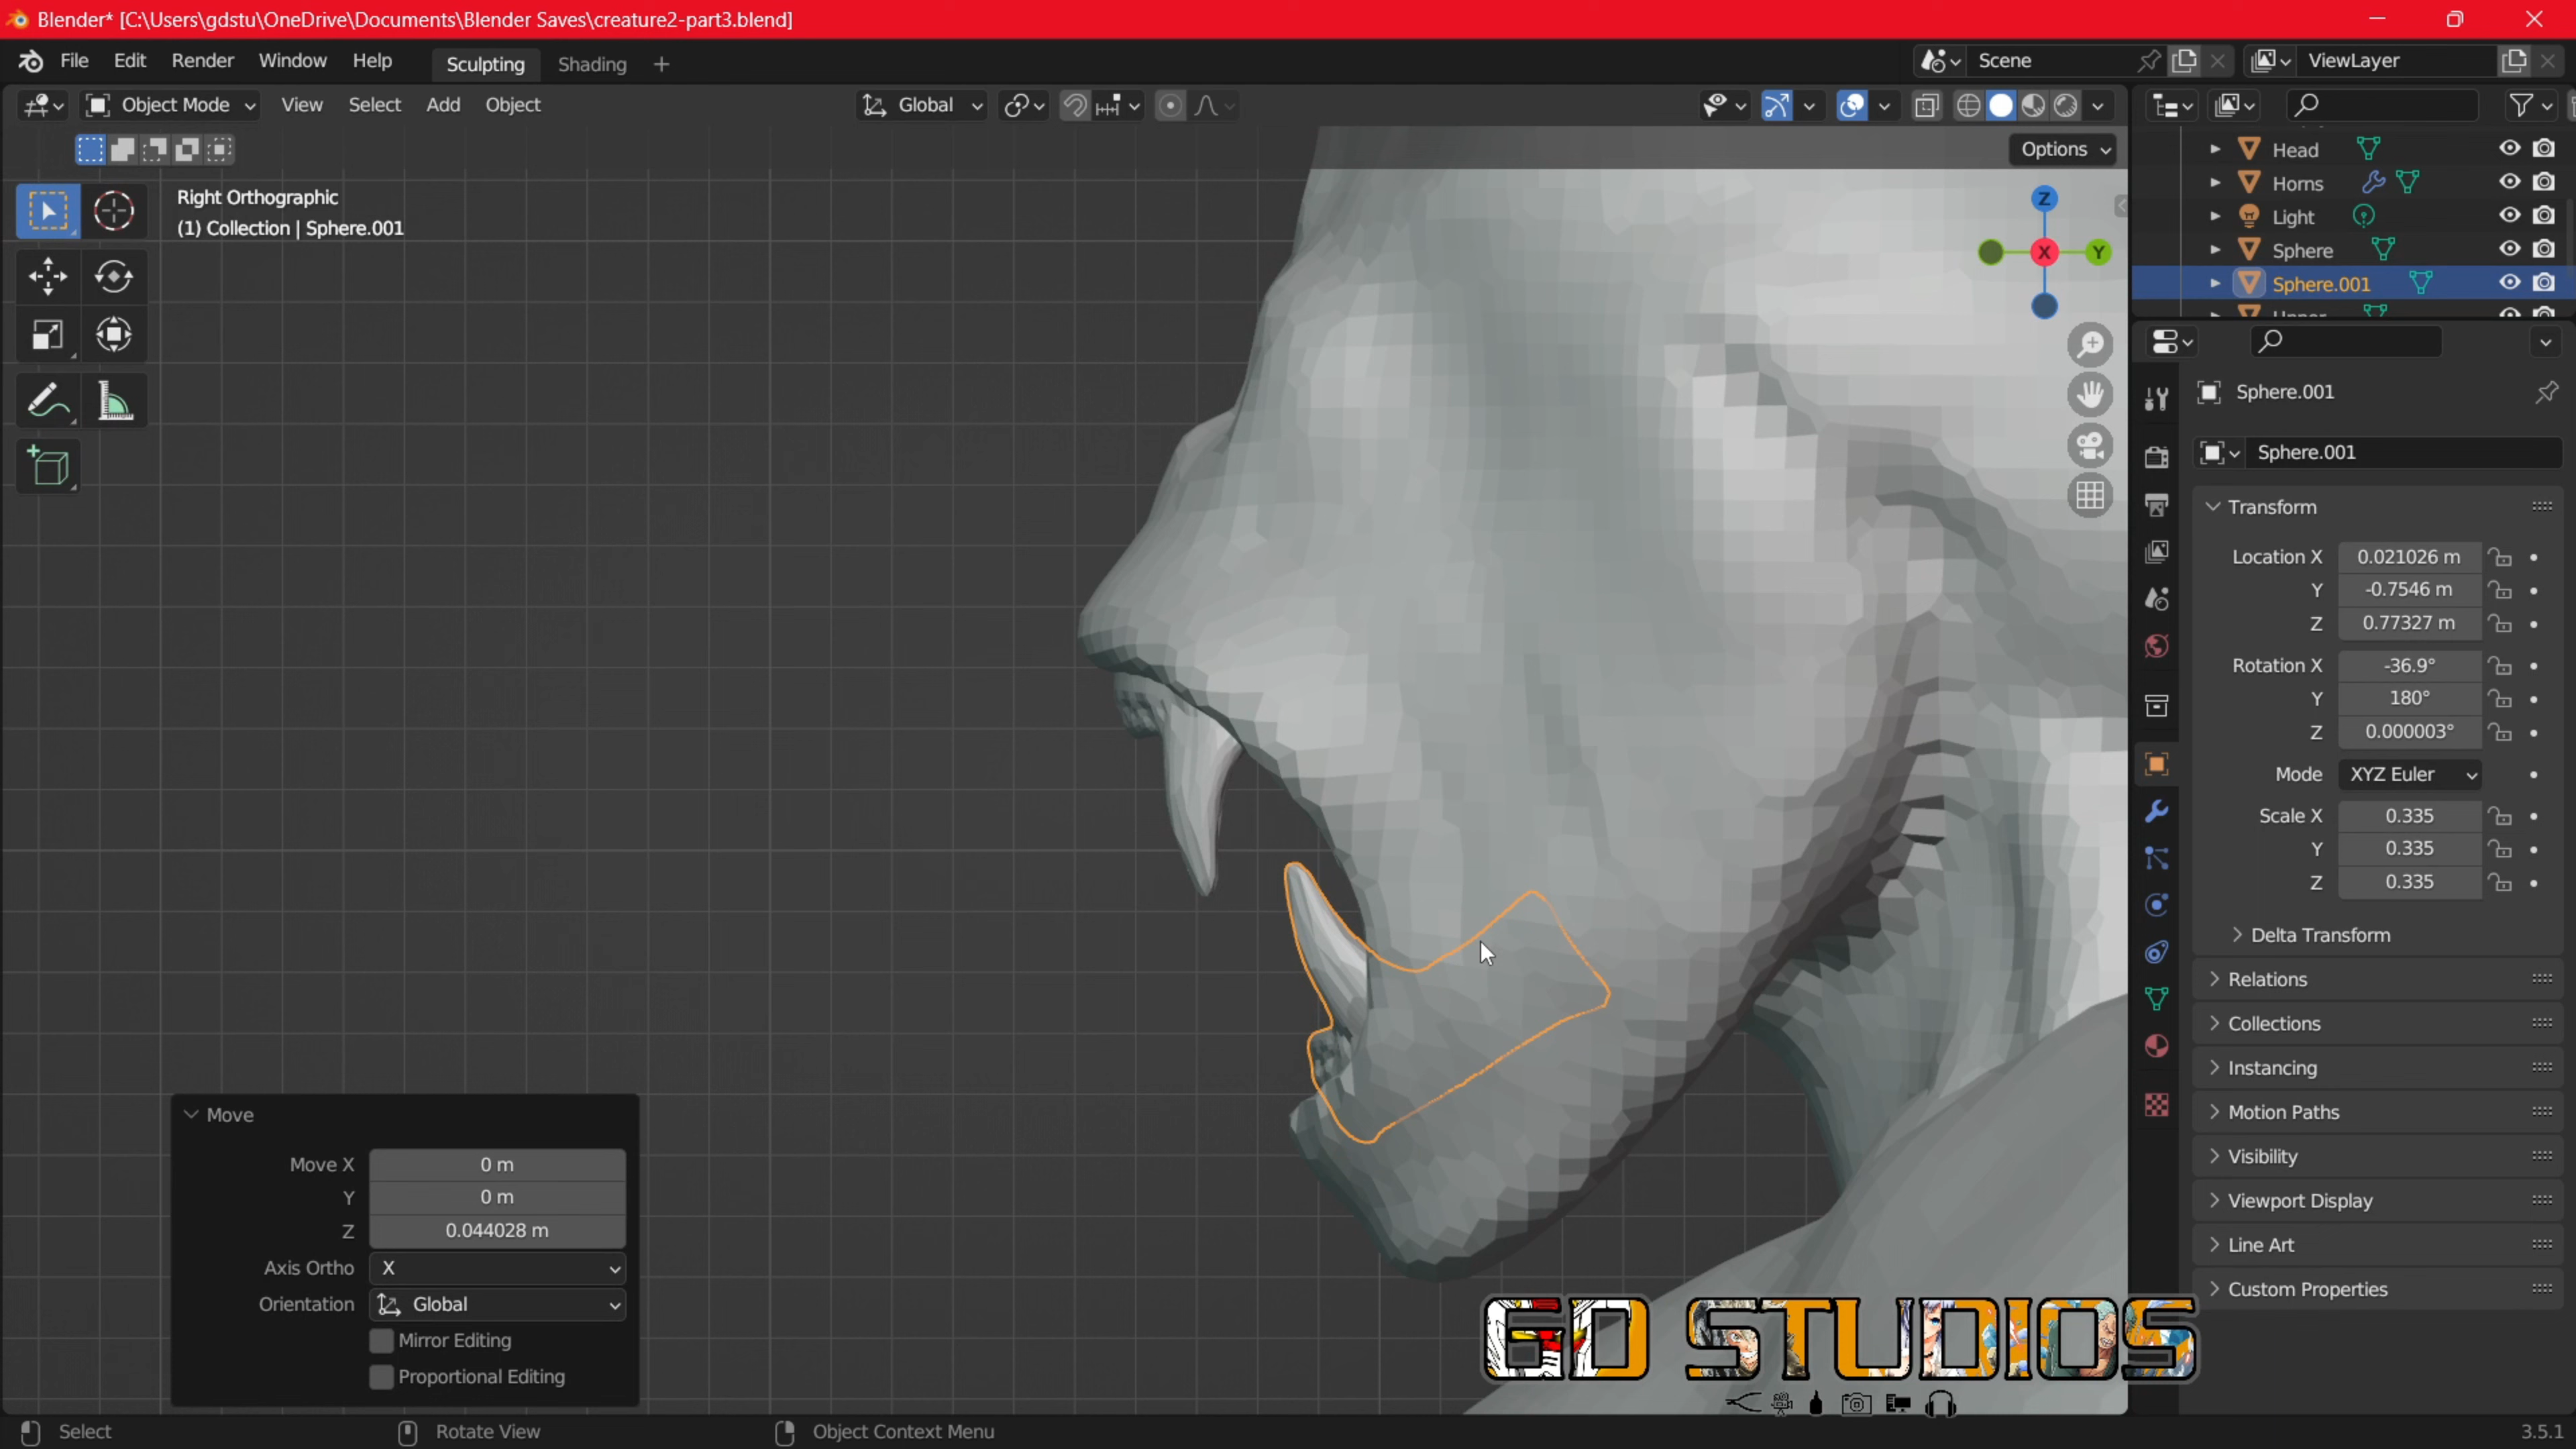 Blender* [C:\Users\gdstu\OneDrive\Documents\Blender Saves\creature2-part3.blend]
File Edit Render Window Help Sculpting Shading + Scene ViewLayer
Object Mode View Select Add Object Global
Options
Right Orthographic
(1) Collection | Sphere.001
Z
X
Y
Head
Horns
Light
Sphere
Sphere.001
Sphere.001
Sphere.001
Transform
Location X 0.021026 m
Y -0.7546 m
Z 0.77327 m
Rotation X -36.9°
Y 180°
Z 0.000003°
Mode XYZ Euler
Scale X 0.335
Y 0.335
Z 0.335
Delta Transform
Relations
Collections
Instancing
Motion Paths
Visibility
Viewport Display
Line Art
Custom Properties
Move
Move X 0 m
Y 0 m
Z 0.044028 m
Axis Ortho X
Orientation Global
Mirror Editing
Proportional Editing
GD STUDIOS
Select Rotate View Object Context Menu 3.5.1